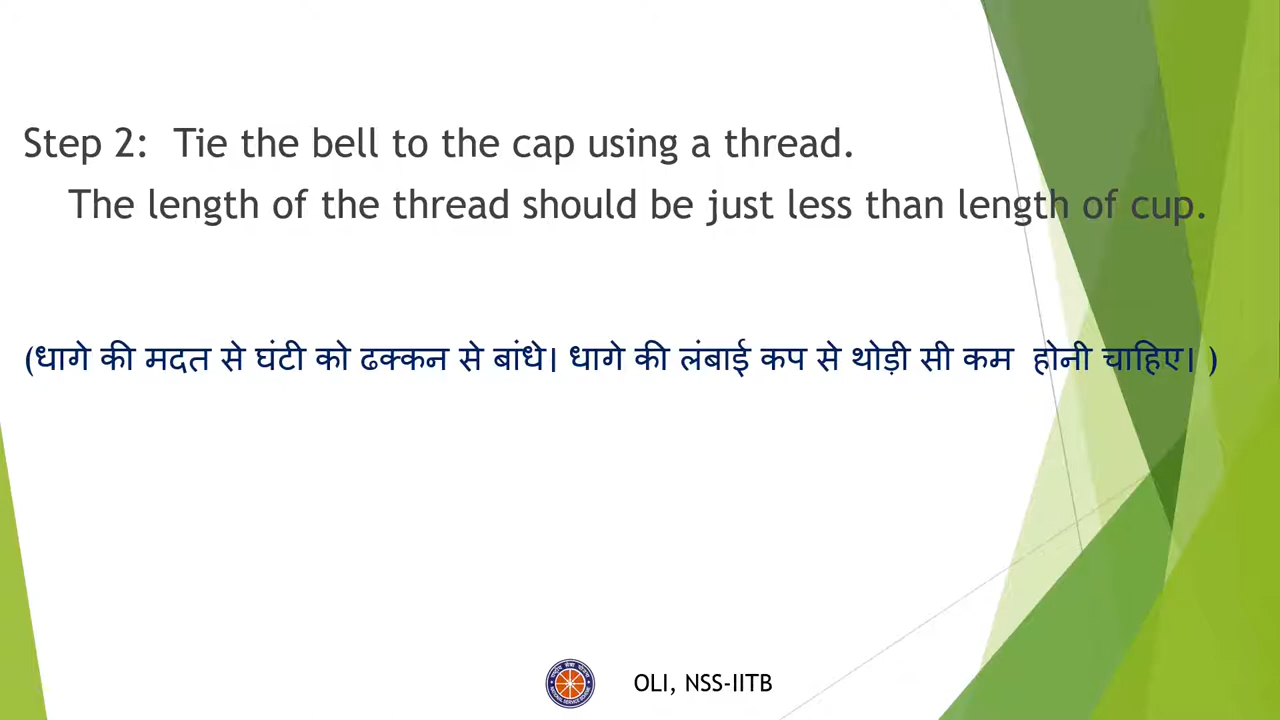 Step 2:  Tie the bell to the cap using a thread.
The length of the thread should be just less than length of cup.
(धागे की मदत से घंटी को ढक्कन से बांधे। धागे की लंबाई कप से थोड़ी सी कम  होनी चाहिए। )
OLI, NSS-IITB